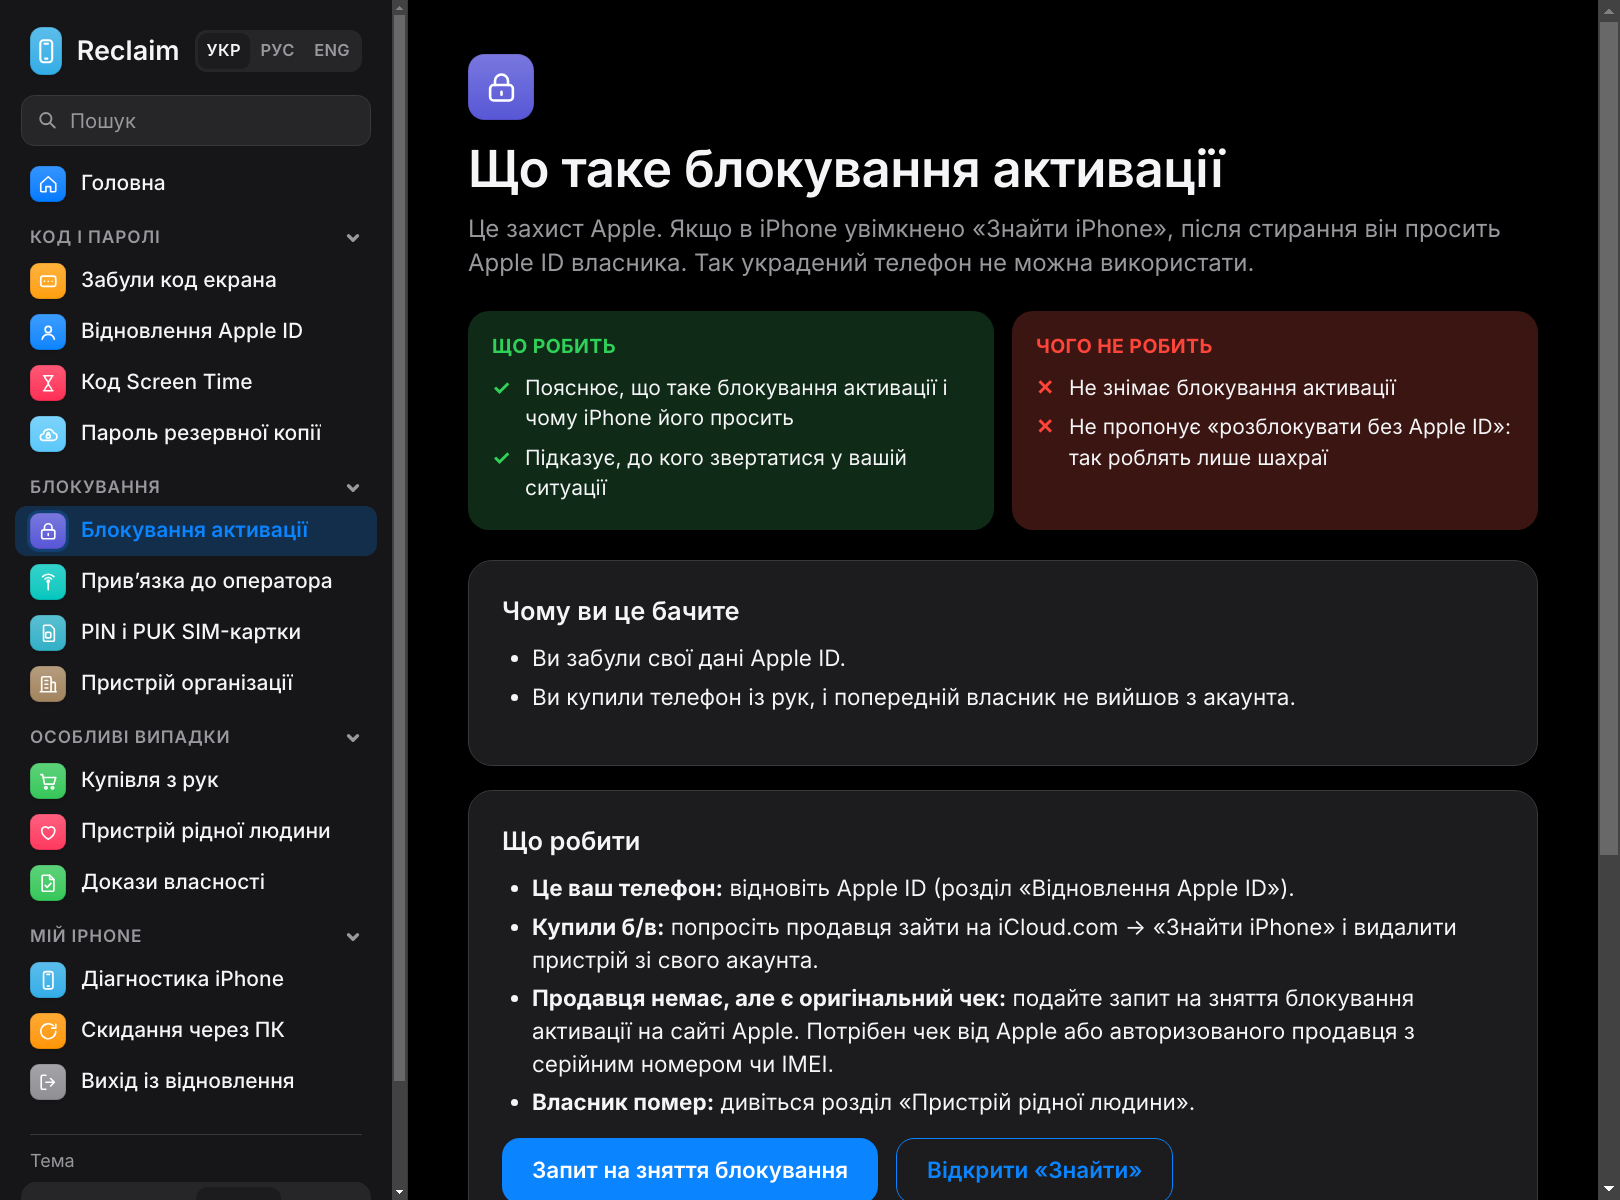 Reclaim
УКР РУС ENG
Пошук
Головна
КОД І ПАРОЛІ
Забули код екрана
Відновлення Apple ID
Код Screen Time
Пароль резервної копії
БЛОКУВАННЯ
Блокування активації
Прив’язка до оператора
PIN і PUK SIM-картки
Пристрій організації
ОСОБЛИВІ ВИПАДКИ
Купівля з рук
Пристрій рідної людини
Докази власності
МІЙ IPHONE
Діагностика iPhone
Скидання через ПК
Вихід із відновлення
Тема
Що таке блокування активації
Це захист Apple. Якщо в iPhone увімкнено «Знайти iPhone», після стирання він просить
Apple ID власника. Так украдений телефон не можна використати.
ЩО РОБИТЬ
Пояснює, що таке блокування активації і
чому iPhone його просить
Підказує, до кого звертатися у вашій
ситуації
ЧОГО НЕ РОБИТЬ
Не знімає блокування активації
Не пропонує «розблокувати без Apple ID»:
так роблять лише шахраї
Чому ви це бачите
• Ви забули свої дані Apple ID.
• Ви купили телефон із рук, і попередній власник не вийшов з акаунта.
Що робити
• Це ваш телефон: відновіть Apple ID (розділ «Відновлення Apple ID»).
• Купили б/в: попросіть продавця зайти на iCloud.com → «Знайти iPhone» і видалити
пристрій зі свого акаунта.
• Продавця немає, але є оригінальний чек: подайте запит на зняття блокування
активації на сайті Apple. Потрібен чек від Apple або авторизованого продавця з
серійним номером чи IMEI.
• Власник помер: дивіться розділ «Пристрій рідної людини».
Запит на зняття блокування
Відкрити «Знайти»